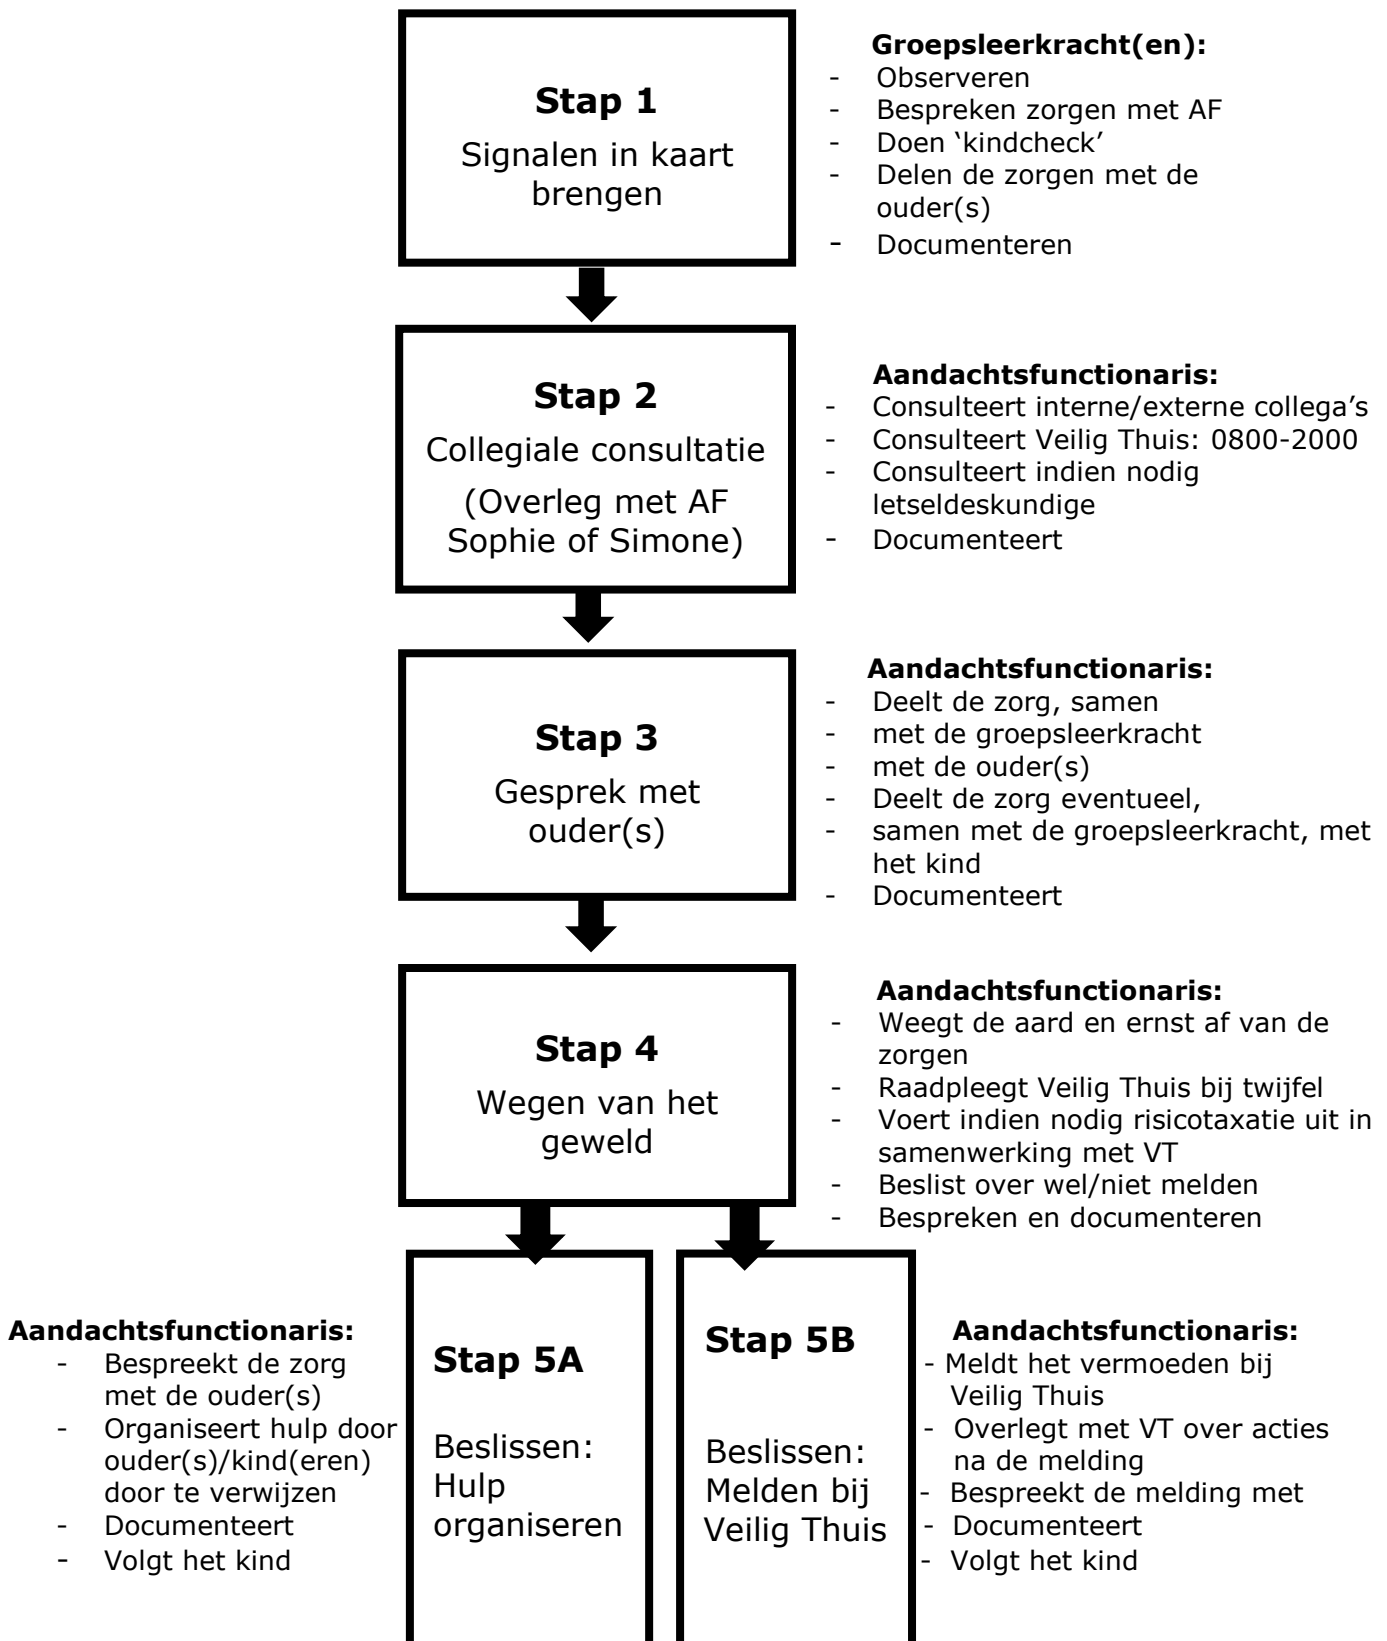 Stap 1
Signalen in kaart
brengen
Groepsleerkracht(en):
- Observeren
- Bespreken zorgen met AF
- Doen ‘kindcheck’
- Delen de zorgen met de
ouder(s)
- Documenteren
Stap 2
Collegiale consultatie
(Overleg met AF
Sophie of Simone)
Aandachtsfunctionaris:
- Consulteert interne/externe collega’s
- Consulteert Veilig Thuis: 0800-2000
- Consulteert indien nodig
letseldeskundige
- Documenteert
Stap 3
Gesprek met
ouder(s)
Aandachtsfunctionaris:
- Deelt de zorg, samen
- met de groepsleerkracht
- met de ouder(s)
- Deelt de zorg eventueel,
- samen met de groepsleerkracht, met
het kind
- Documenteert
Stap 4
Wegen van het
geweld
Aandachtsfunctionaris:
- Weegt de aard en ernst af van de
zorgen
- Raadpleegt Veilig Thuis bij twijfel
- Voert indien nodig risicotaxatie uit in
samenwerking met VT
- Beslist over wel/niet melden
- Bespreken en documenteren
Aandachtsfunctionaris:
- Bespreekt de zorg
met de ouder(s)
- Organiseert hulp door
ouder(s)/kind(eren)
door te verwijzen
- Documenteert
- Volgt het kind
Stap 5A
Beslissen:
Hulp
organiseren
Stap 5B
Beslissen:
Melden bij
Veilig Thuis
Aandachtsfunctionaris:
- Meldt het vermoeden bij
Veilig Thuis
- Overlegt met VT over acties
na de melding
- Bespreekt de melding met
- Documenteert
- Volgt het kind